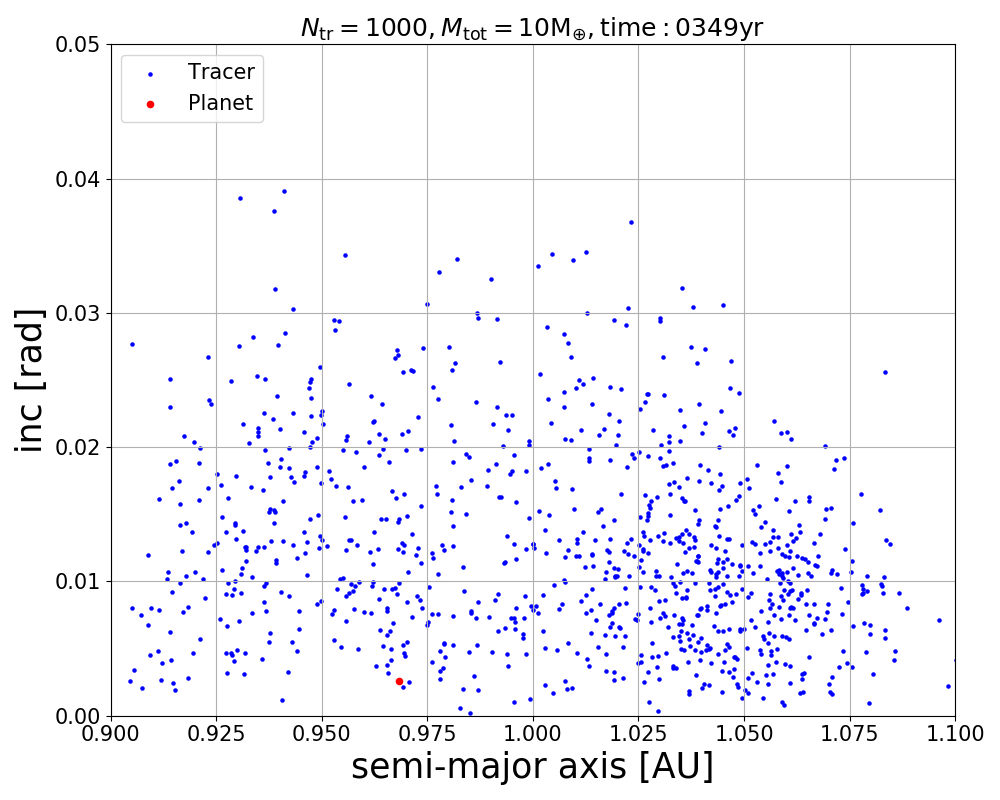 N_tr = 1000, M_tot = 10M_⊕, time : 0349yr
Tracer
Planet
inc [rad]
0.05
0.04
0.03
0.02
0.01
0.00
0.900 0.925 0.950 0.975 1.000 1.025 1.050 1.075 1.100
semi-major axis [AU]